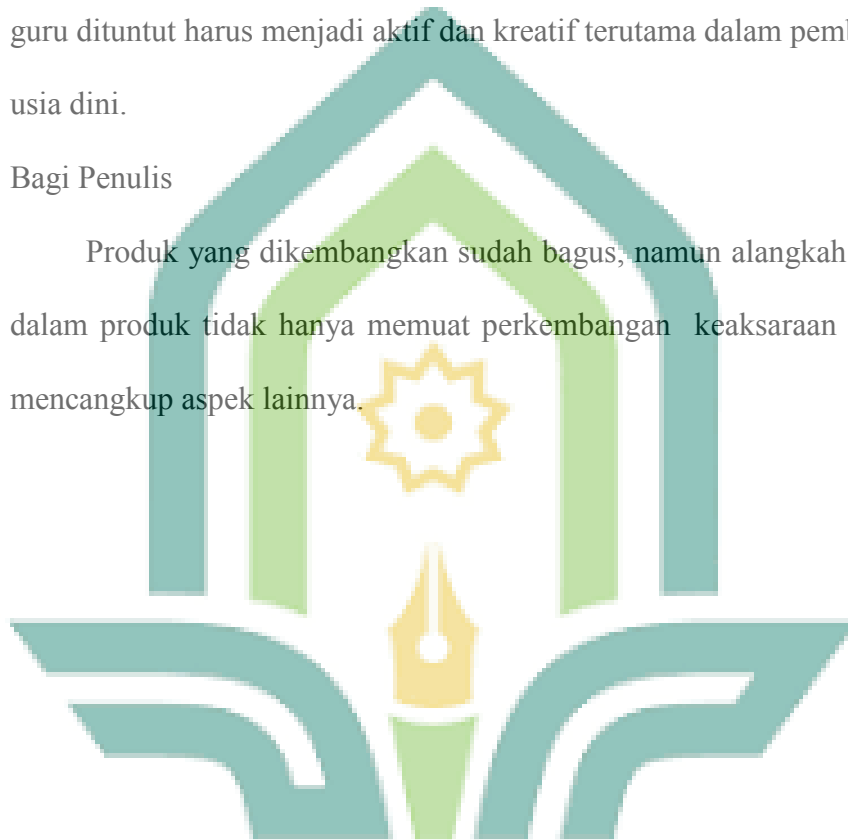 guru dituntut harus menjadi aktif dan kreatif terutama dalam
usia dini.
Bagi Penulis
Produk yang dikembangkan sudah bagus, namun alangkah
dalam produk tidak hanya memuat perkembangan keaksaraan
mencangkup aspek lainnya.